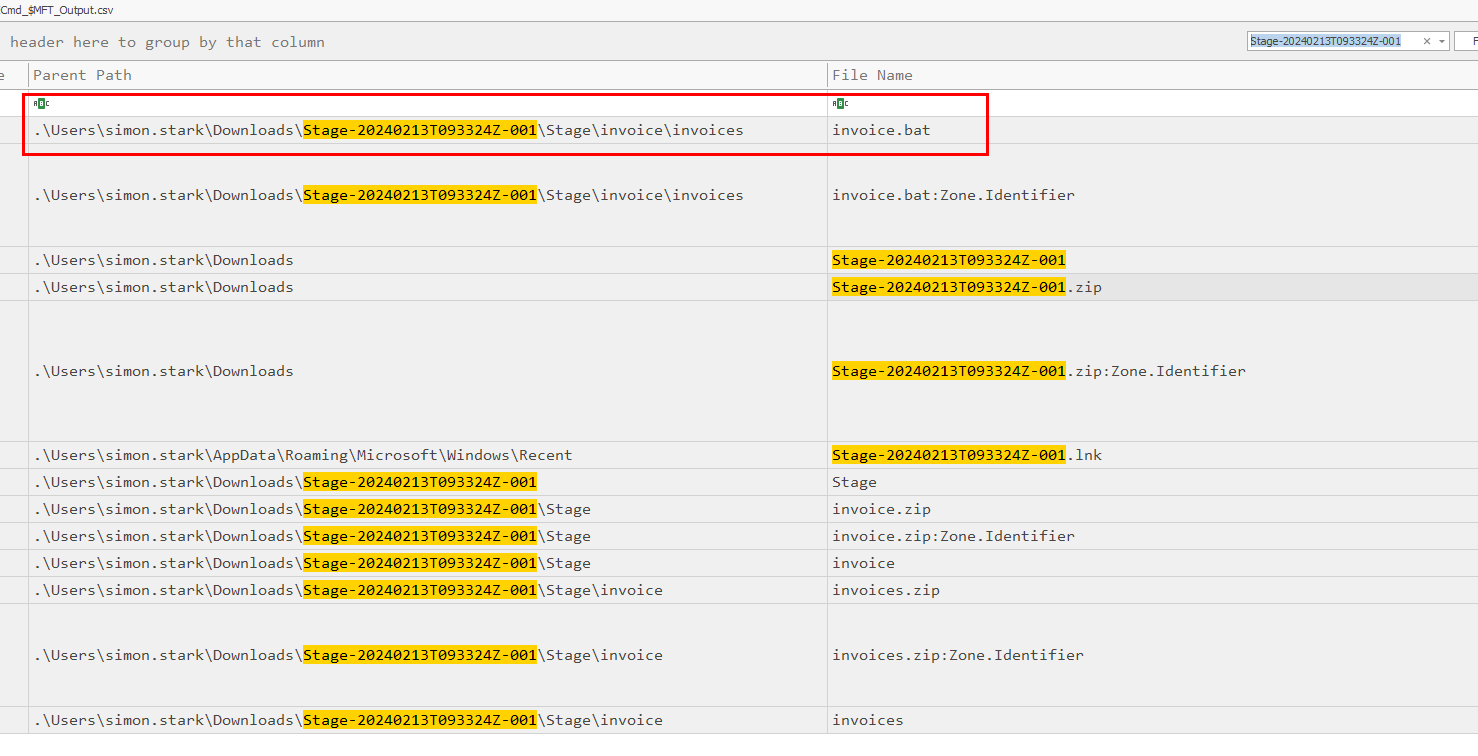 Cmd_$MFT_Output.csv
header here to group by that column Stage-20240213T093324Z-001 × F
e Parent Path File Name
ABC ABC
.\Users\simon.stark\Downloads\Stage-20240213T093324Z-001\Stage\invoice\invoices invoice.bat
.\Users\simon.stark\Downloads\Stage-20240213T093324Z-001\Stage\invoice\invoices invoice.bat:Zone.Identifier
.\Users\simon.stark\Downloads Stage-20240213T093324Z-001
.\Users\simon.stark\Downloads Stage-20240213T093324Z-001.zip
.\Users\simon.stark\Downloads Stage-20240213T093324Z-001.zip:Zone.Identifier
.\Users\simon.stark\AppData\Roaming\Microsoft\Windows\Recent Stage-20240213T093324Z-001.lnk
.\Users\simon.stark\Downloads\Stage-20240213T093324Z-001 Stage
.\Users\simon.stark\Downloads\Stage-20240213T093324Z-001\Stage invoice.zip
.\Users\simon.stark\Downloads\Stage-20240213T093324Z-001\Stage invoice.zip:Zone.Identifier
.\Users\simon.stark\Downloads\Stage-20240213T093324Z-001\Stage invoice
.\Users\simon.stark\Downloads\Stage-20240213T093324Z-001\Stage\invoice invoices.zip
.\Users\simon.stark\Downloads\Stage-20240213T093324Z-001\Stage\invoice invoices.zip:Zone.Identifier
.\Users\simon.stark\Downloads\Stage-20240213T093324Z-001\Stage\invoice invoices